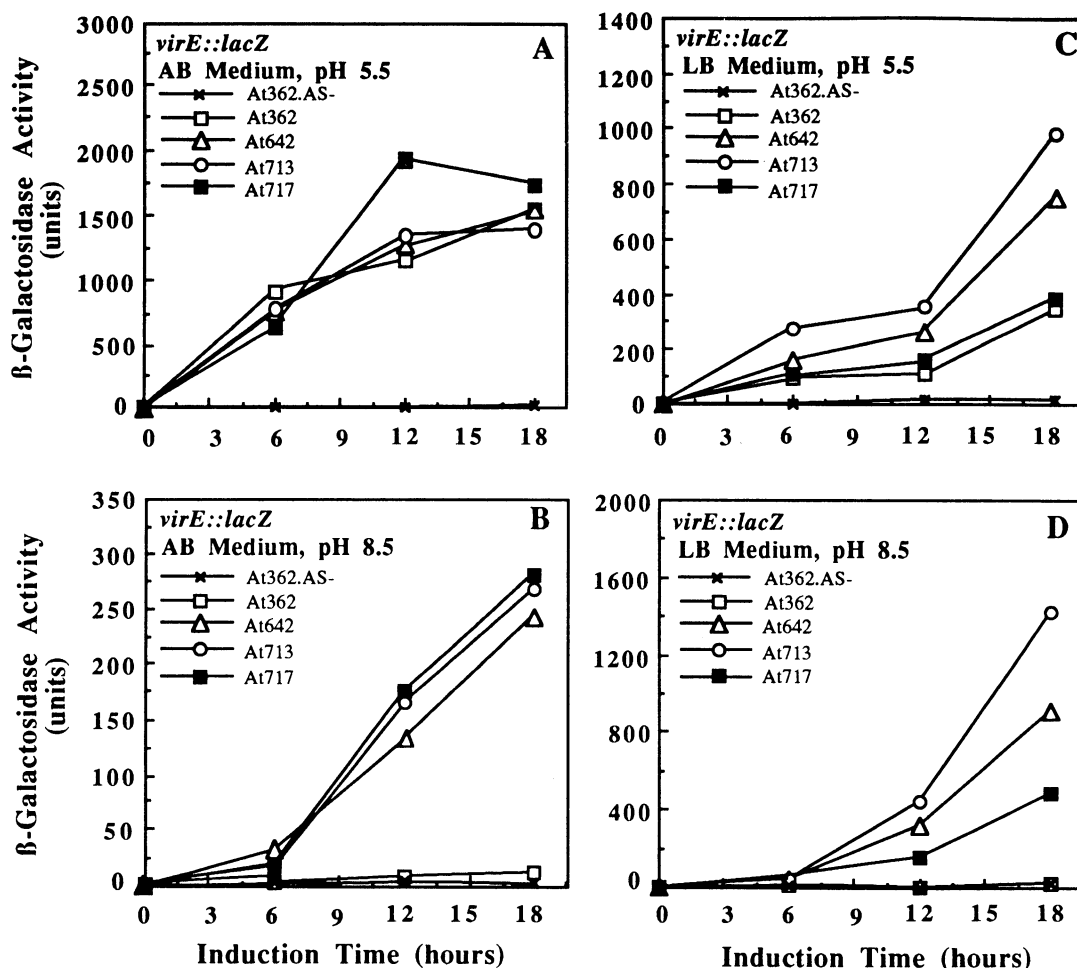 ß-Galactosidase Activity
(units)
3000
2500
2000
1500
1000
500
0
virE::lacZ
AB Medium, pH 5.5
At362.AS-
At362
At642
At713
At717
A
0 3 6 9 12 15 18
1400
1200
1000
800
600
400
200
0
virE::lacZ
LB Medium, pH 5.5
At362.AS-
At362
At642
At713
At717
C
0 3 6 9 12 15 18
ß-Galactosidase Activity
(units)
350
300
250
200
150
100
50
0
virE::lacZ
AB Medium, pH 8.5
At362.AS-
At362
At642
At713
At717
B
0 3 6 9 12 15 18
Induction Time (hours)
2000
1600
1200
800
400
0
virE::lacZ
LB Medium, pH 8.5
At362.AS-
At362
At642
At713
At717
D
0 3 6 9 12 15 18
Induction Time (hours)